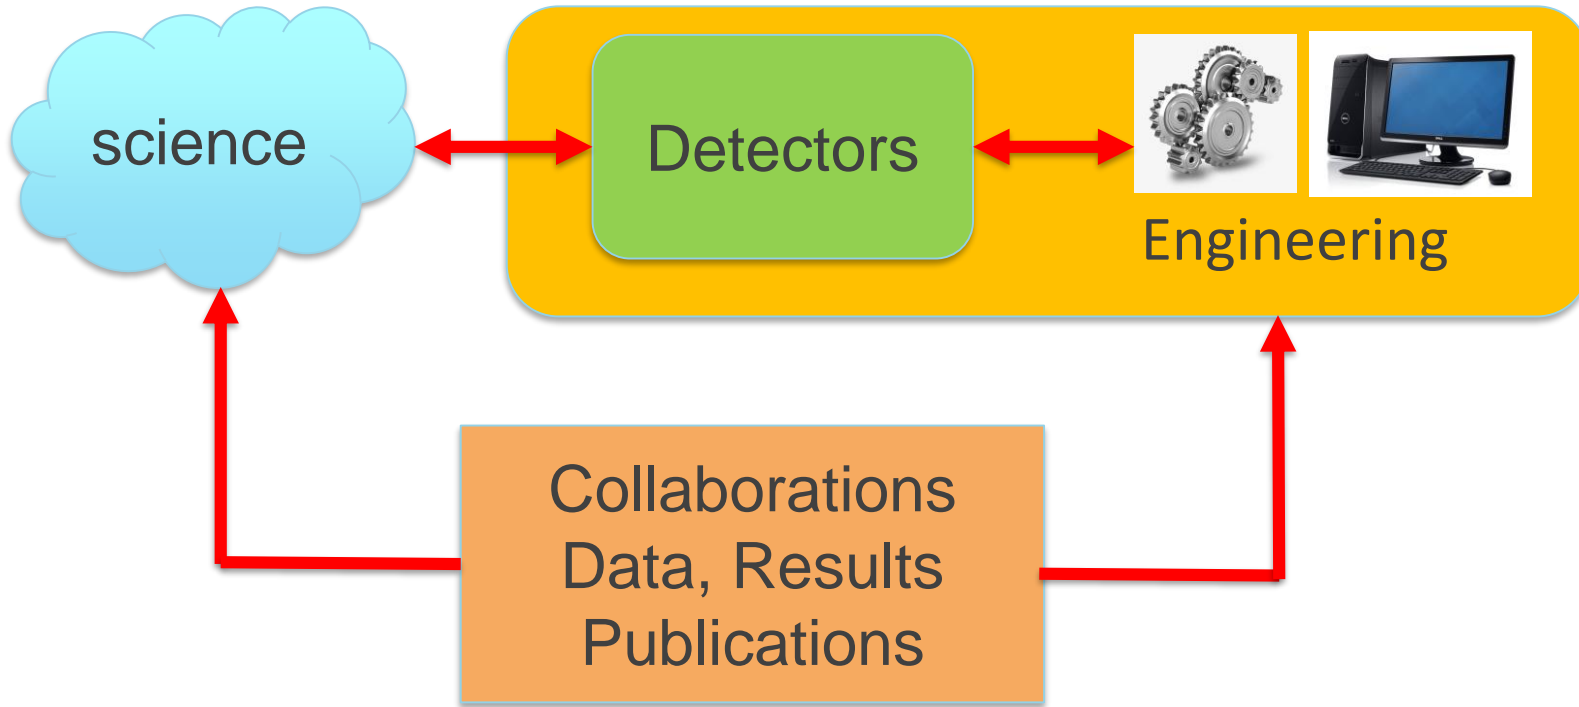 science
Detectors
Engineering
Collaborations
Data, Results
Publications